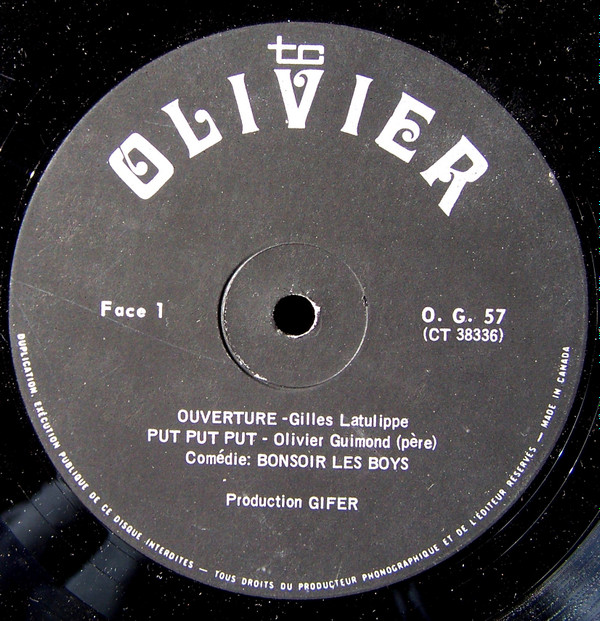 tc
OLIVIER
Face 1
O. G. 57
(CT 38336)
OUVERTURE -Gilles Latulippe
PUT PUT PUT - Olivier Guimond (père)
Comédie: BONSOIR LES BOYS
Production GIFER
DUPLICATION, EXÉCUTION PUBLIQUE DE CE DISQUE INTERDITES — TOUS DROITS DU PRODUCTEUR PHONOGRAPHIQUE ET DE L'ÉDITEUR RÉSERVÉS — MADE IN CANADA